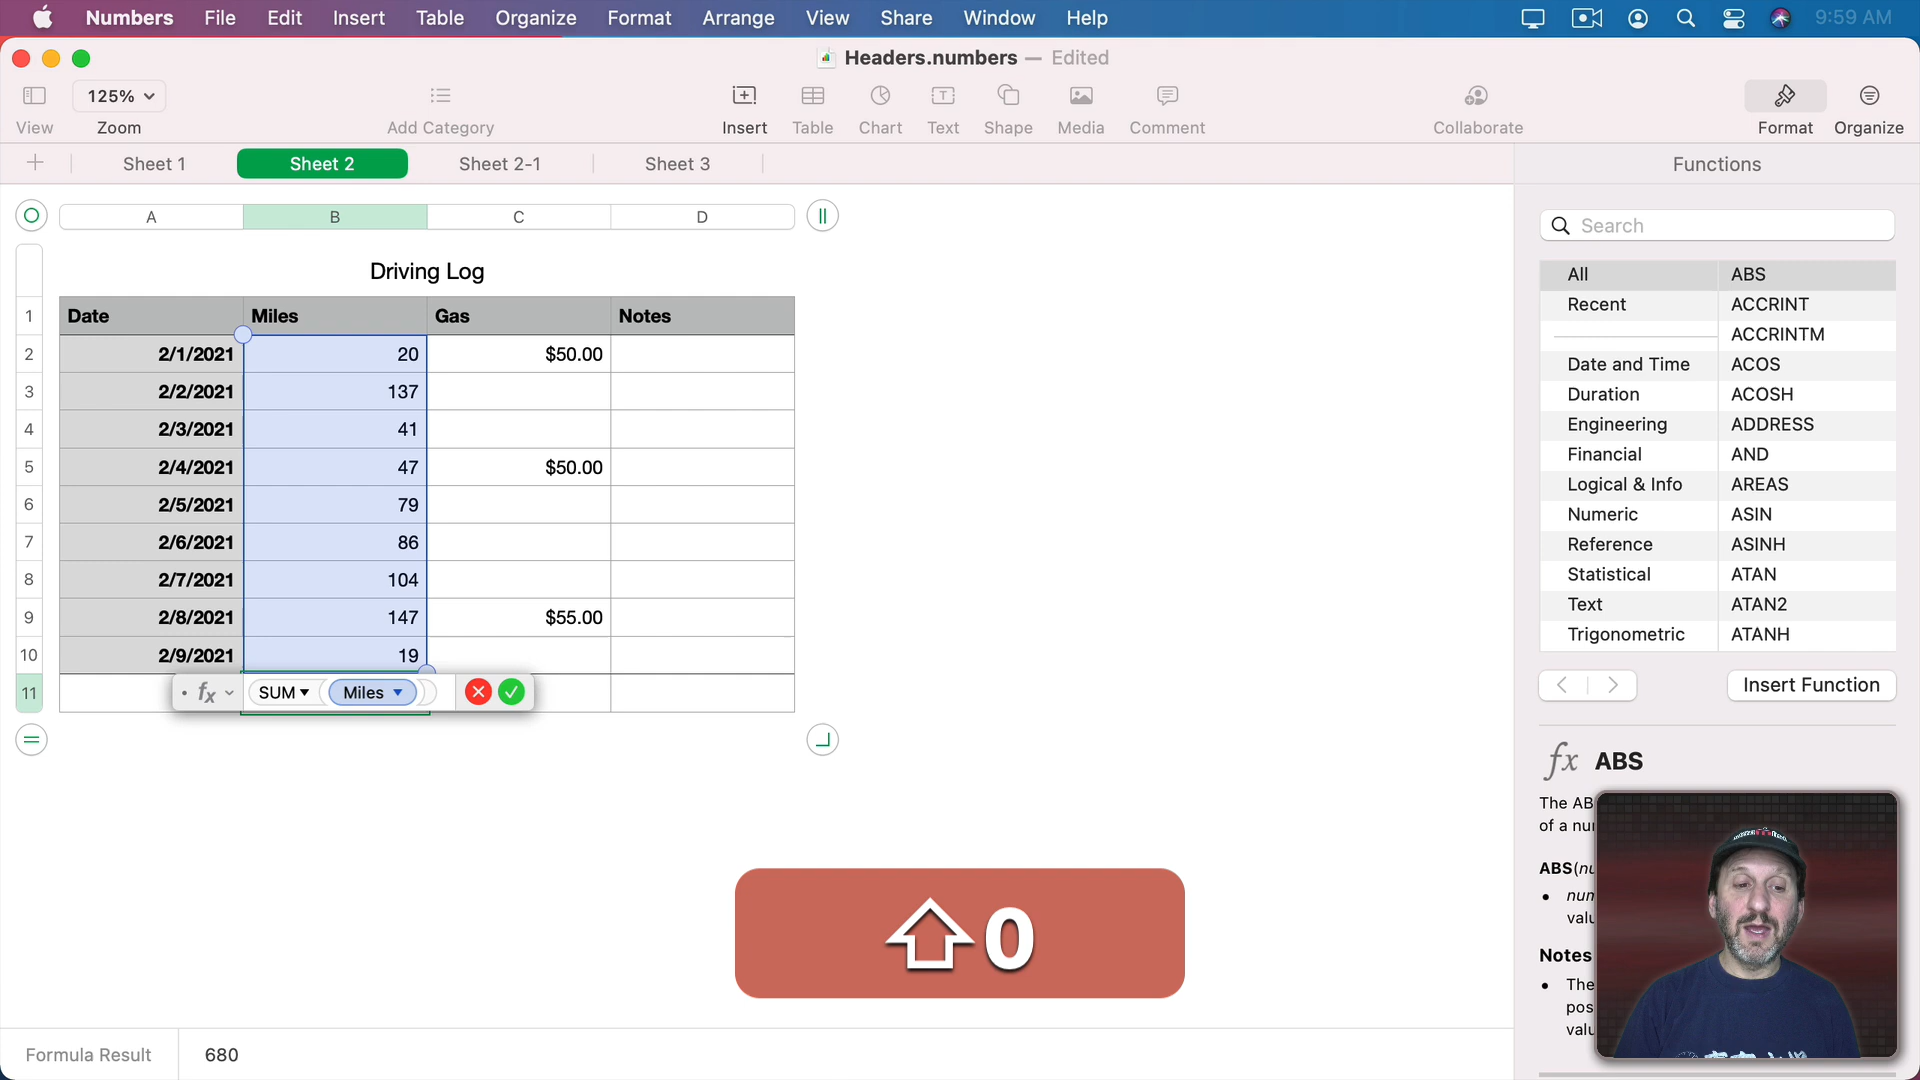 Numbers File Edit Insert Table Organize Format Arrange View Share Window Help 9:59 AM
Headers.numbers — Edited
125%
View Zoom Add Category Insert Table Chart Text Shape Media Comment Collaborate Format Organize
Sheet 1 Sheet 2 Sheet 2-1 Sheet 3 Functions
A B C D
Search
Driving Log
1 Date Miles Gas Notes
2 2/1/2021 20 $50.00
3 2/2/2021 137
4 2/3/2021 41
5 2/4/2021 47 $50.00
6 2/5/2021 79
7 2/6/2021 86
8 2/7/2021 104
9 2/8/2021 147 $55.00
10 2/9/2021 19
11 fx SUM Miles
All ABS
Recent ACCRINT
ACCRINTM
Date and Time ACOS
Duration ACOSH
Engineering ADDRESS
Financial AND
Logical & Info AREAS
Numeric ASIN
Reference ASINH
Statistical ATAN
Text ATAN2
Trigonometric ATANH
Insert Function
fx ABS
The AB
of a nu
ABS(nu
• num
valu
Notes
• The
pos
valu
⇧0
Formula Result 680